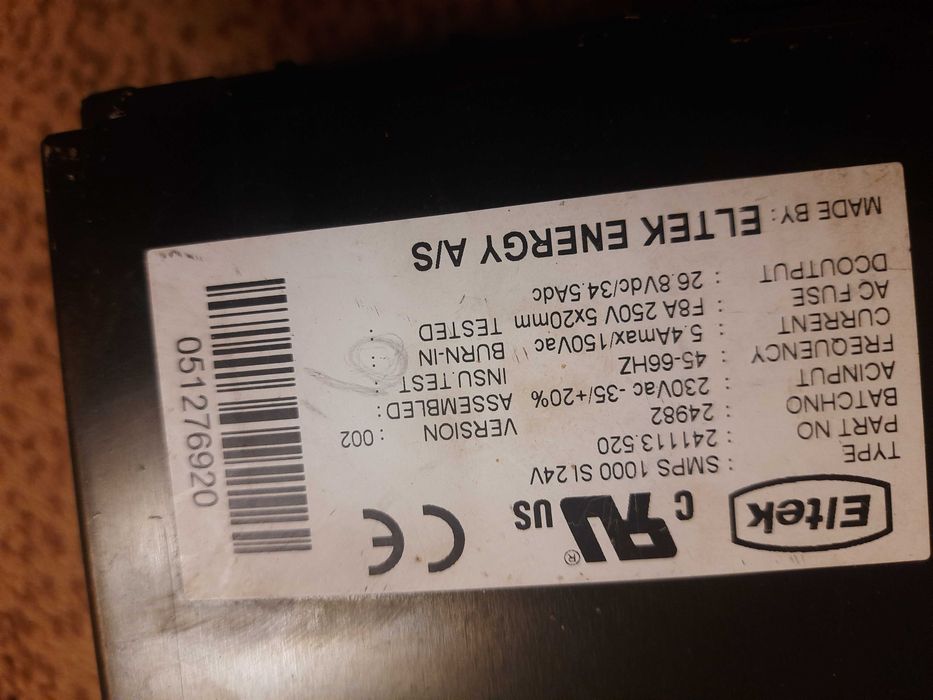 Eltek
c RU ® US
CE
TYPE : SMPS 1000 SI 24V
PART NO : 241113.520
VERSION : 002
BATCHNO : 24982
ASSEMBLED :
ACINPUT : 230Vac -35/+20%
INSU.TEST :
FREQUENCY : 45-66HZ
BURN-IN :
CURRENT : 5.4Amax/150Vac
TESTED :
AC FUSE : F8A 250V 5x20mm
DCOUTPUT : 26.8Vdc/34.5Adc
MADE BY: ELTEK ENERGY A/S
051276920